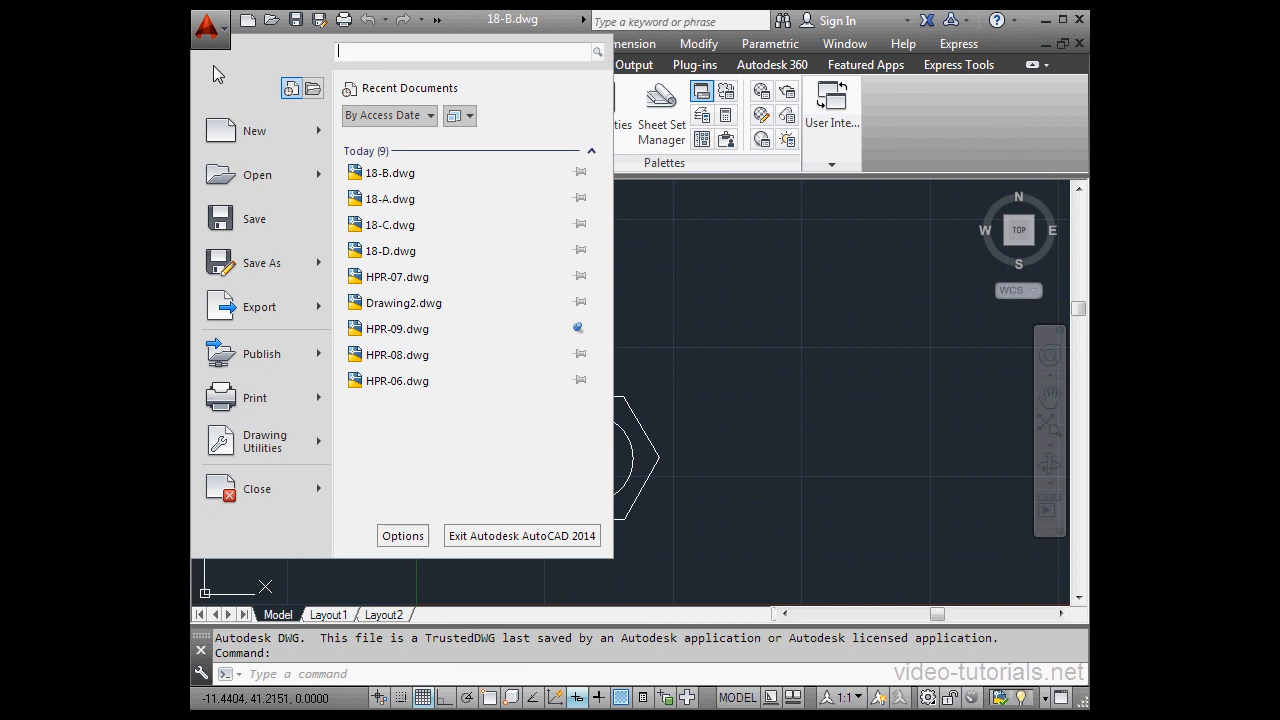 18-B.dwg
Type a keyword or phrase
Sign In
Modify
Parametric
Window
Help
Express
Output
Plug-ins
Autodesk 360
Featured Apps
Express Tools
Recent Documents
By Access Date
Today (9)
18-B.dwg
18-A.dwg
18-C.dwg
18-D.dwg
HPR-07.dwg
Drawing2.dwg
HPR-09.dwg
HPR-08.dwg
HPR-06.dwg
New
Open
Save
Save As
Export
Publish
Print
Drawing
Utilities
Close
Options
Exit Autodesk AutoCAD 2014
Sheet Set
Manager
User Inte...
Palettes
N
W
TOP
E
S
WCS
Model
Layout1
Layout2
Autodesk DWG. This file is a TrustedDWG last saved by an Autodesk application or Autodesk licensed application.
Command:
Type a command
video-tutorials.net
-11.4404, 42.2151, 0.0000
MODEL
1:1